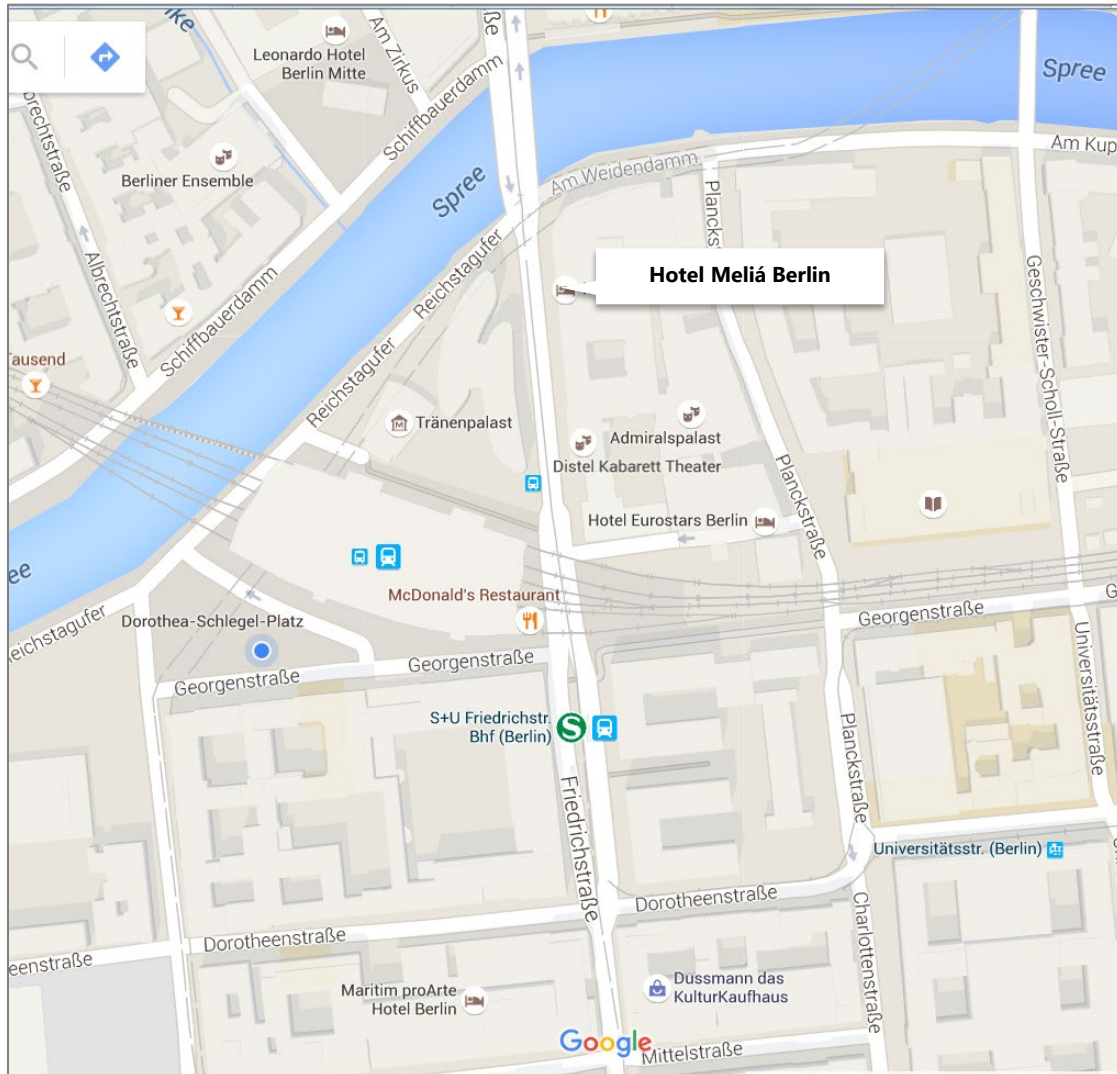 Leonardo Hotel
Berlin Mitte
Am Zirkus
Schiffbauerdamm
Spree
Spree
Am Weidendamm
Berliner Ensemble
Albrechtstraße
Schiffbauerdamm
Reichstagufer
Reichstagufer
Hotel Meliá Berlin
Planckstraße
Geschwister-Scholl-Straße
Tränenpalast
Admiralspalast
Distel Kabarett Theater
Hotel Eurostars Berlin
McDonald's Restaurant
Dorothea-Schlegel-Platz
Georgenstraße
Georgenstraße
Georgenstraße
Universitätsstraße
S+U Friedrichstr.
Bhf (Berlin)
Friedrichstraße
Planckstraße
Universitätsstr. (Berlin)
Dorotheenstraße
Dorotheenstraße
Charlottenstraße
Maritim proArte
Hotel Berlin
Dussmann das
KulturKaufhaus
Google
Mittelstraße